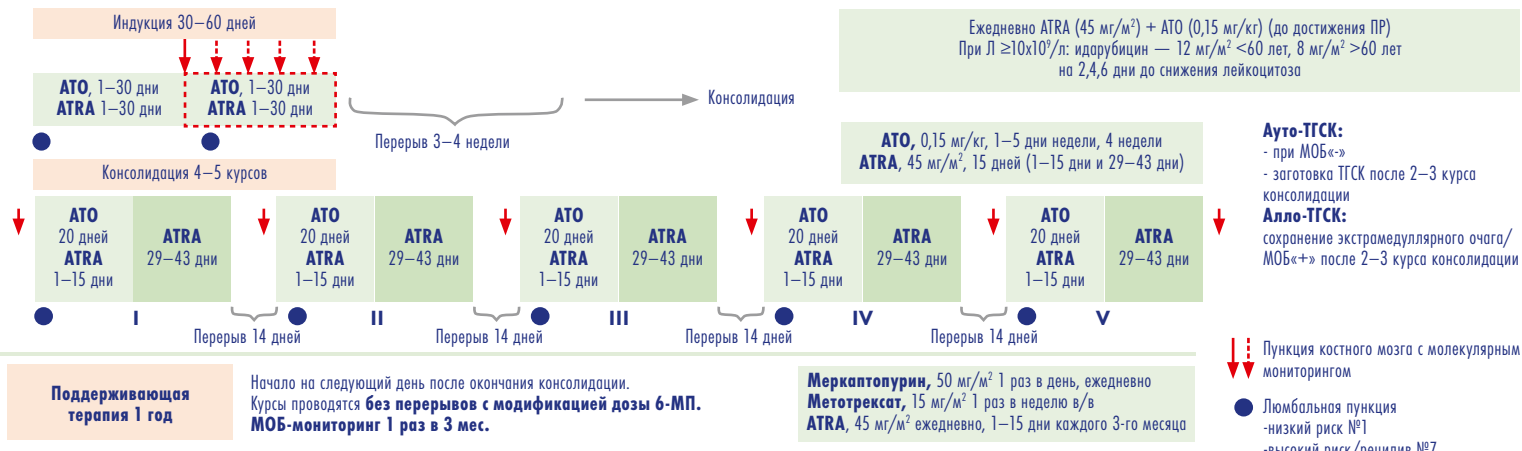 Индукция 30–60 дней
АТО, 1–30 дни
ATRA 1–30 дни
АТО, 1–30 дни
ATRA 1–30 дни
Перерыв 3–4 недели
Консолидация
Ежедневно ATRA (45 мг/м²) + АТО (0,15 мг/кг) (до достижения ПР)
При Л ≥10х10⁹/л: идарубицин — 12 мг/м² <60 лет, 8 мг/м² >60 лет
на 2,4,6 дни до снижения лейкоцитоза
АТО, 0,15 мг/кг, 1–5 дни недели, 4 недели
ATRA, 45 мг/м², 15 дней (1–15 дни и 29–43 дни)
Ауто-ТГСК:
- при МОБ«-»
- заготовка ТГСК после 2–3 курса
консолидации
Алло-ТГСК:
сохранение экстрамедуллярного очага/
МОБ«+» после 2–3 курса консолидации
Консолидация 4–5 курсов
АТО
20 дней
ATRA
1–15 дни
ATRA
29–43 дни
АТО
20 дней
ATRA
1–15 дни
ATRA
29–43 дни
АТО
20 дней
ATRA
1–15 дни
ATRA
29–43 дни
АТО
20 дней
ATRA
1–15 дни
ATRA
29–43 дни
АТО
20 дней
ATRA
1–15 дни
ATRA
29–43 дни
I
II
III
IV
V
Перерыв 14 дней
Перерыв 14 дней
Перерыв 14 дней
Перерыв 14 дней
Поддерживающая
терапия 1 год
Начало на следующий день после окончания консолидации.
Курсы проводятся без перерывов с модификацией дозы 6-МП.
МОБ-мониторинг 1 раз в 3 мес.
Меркаптопурин, 50 мг/м² 1 раз в день, ежедневно
Метотрексат, 15 мг/м² 1 раз в неделю в/в
ATRA, 45 мг/м² ежедневно, 1–15 дни каждого 3-го месяца
Пункция костного мозга с молекулярным
мониторингом
Люмбальная пункция
-низкий риск №1
-высокий риск/рецидив №7